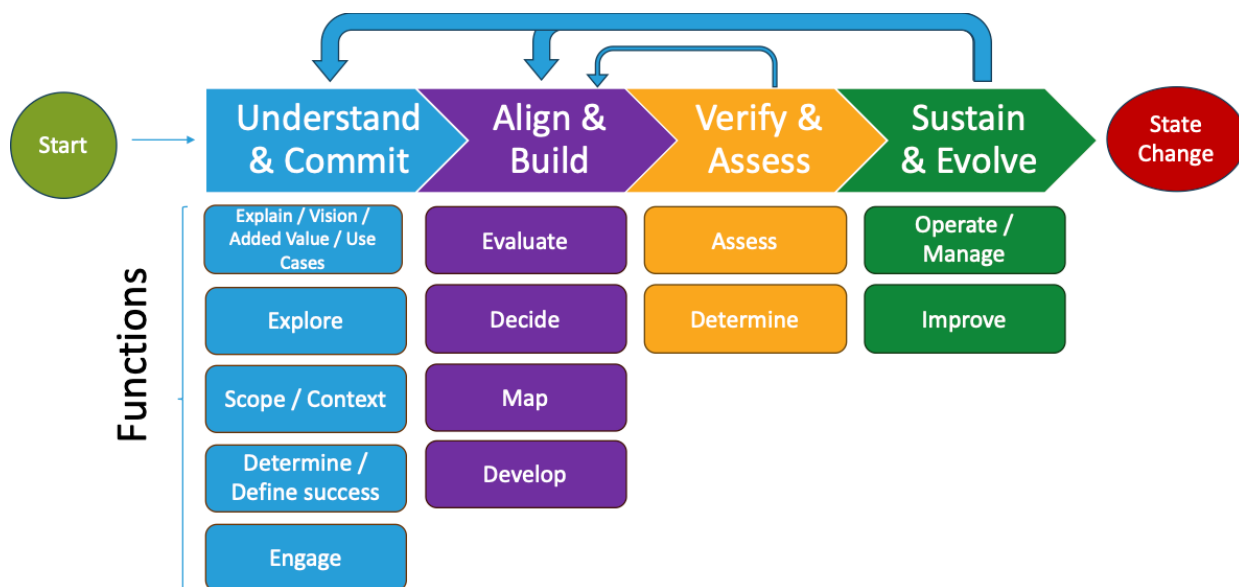 Start
Understand
& Commit
Align &
Build
Verify &
Assess
Sustain
& Evolve
State
Change
Functions
Explain / Vision /
Added Value / Use
Cases
Explore
Scope / Context
Determine /
Define success
Engage
Evaluate
Decide
Map
Develop
Assess
Determine
Operate /
Manage
Improve